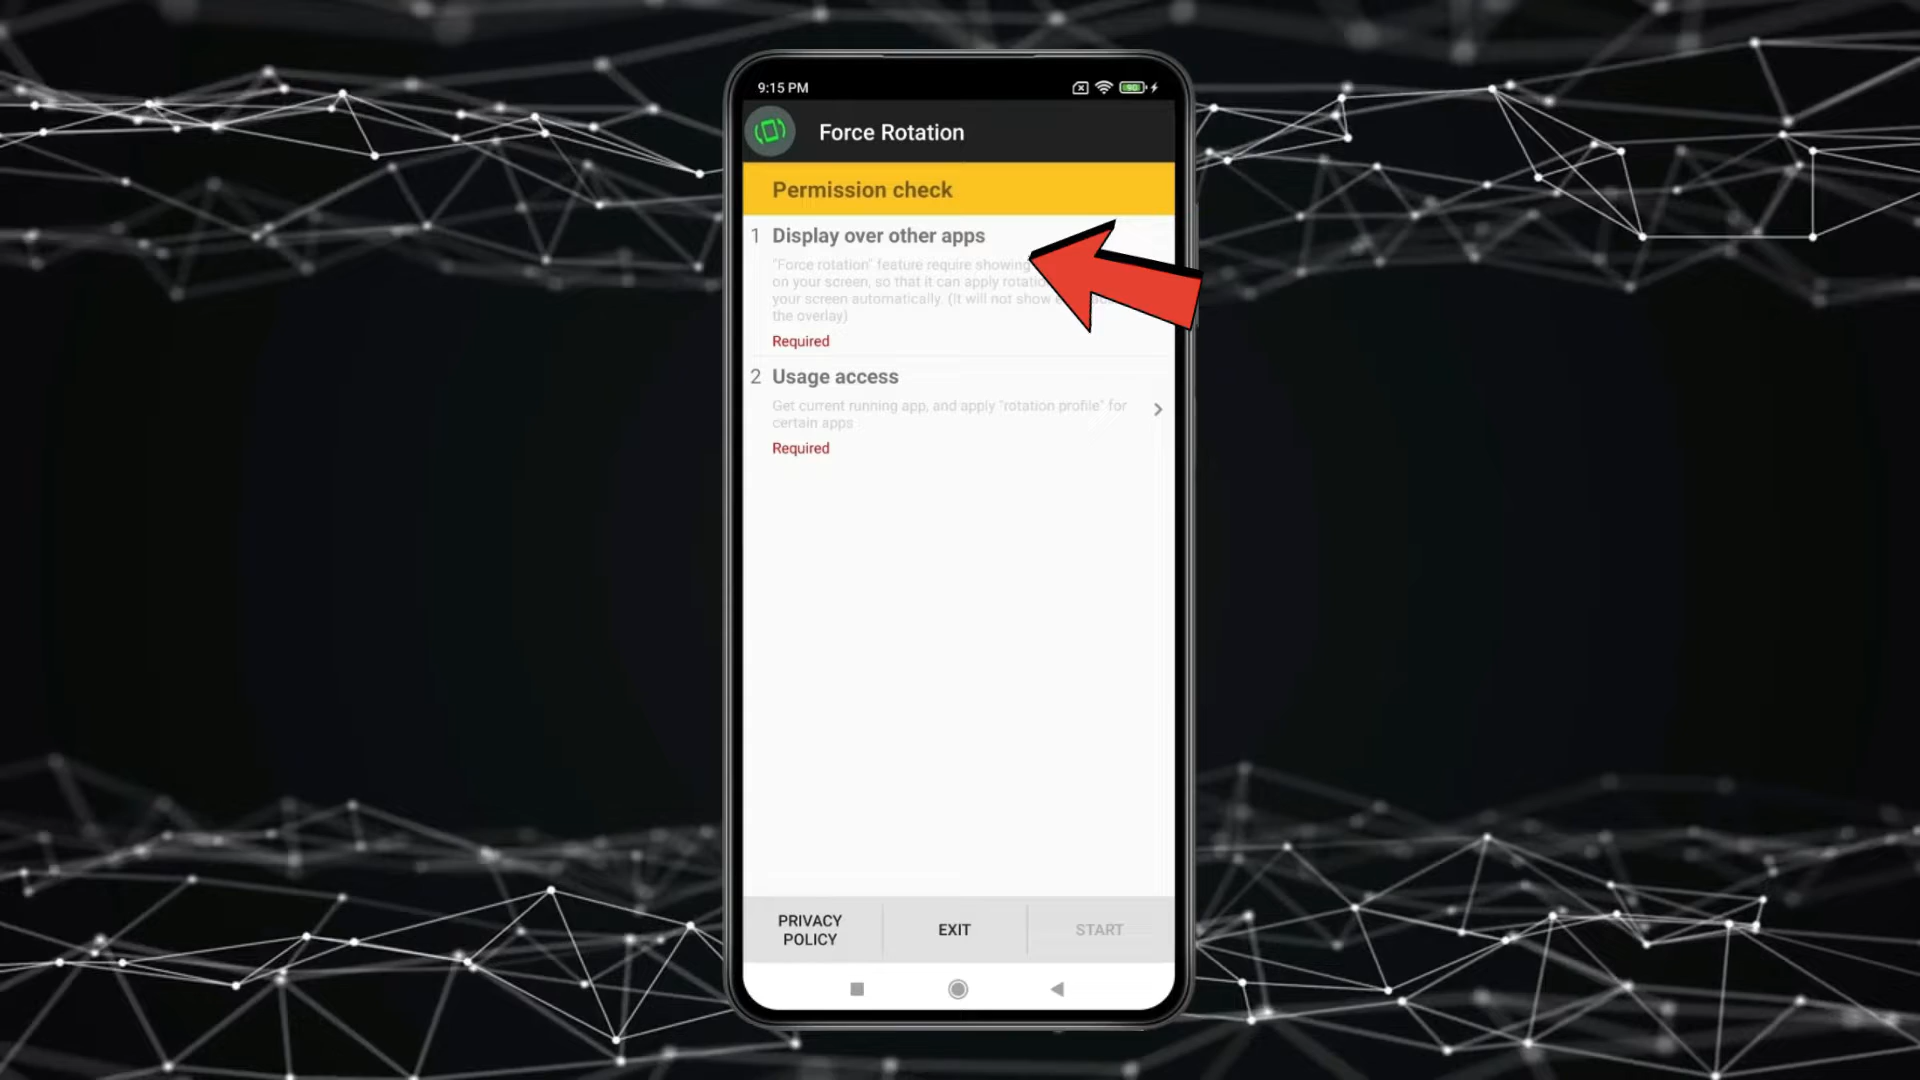 9:15 PM
90
Force Rotation
Permission check
1 Display over other apps
"Force rotation" feature require showing
on your screen, so that it can apply
your screen automatically. (It will not show
the overlay)
Required
2 Usage access
Get current running app, and apply "rotation profile" for
certain apps
Required
PRIVACY
POLICY
EXIT
START